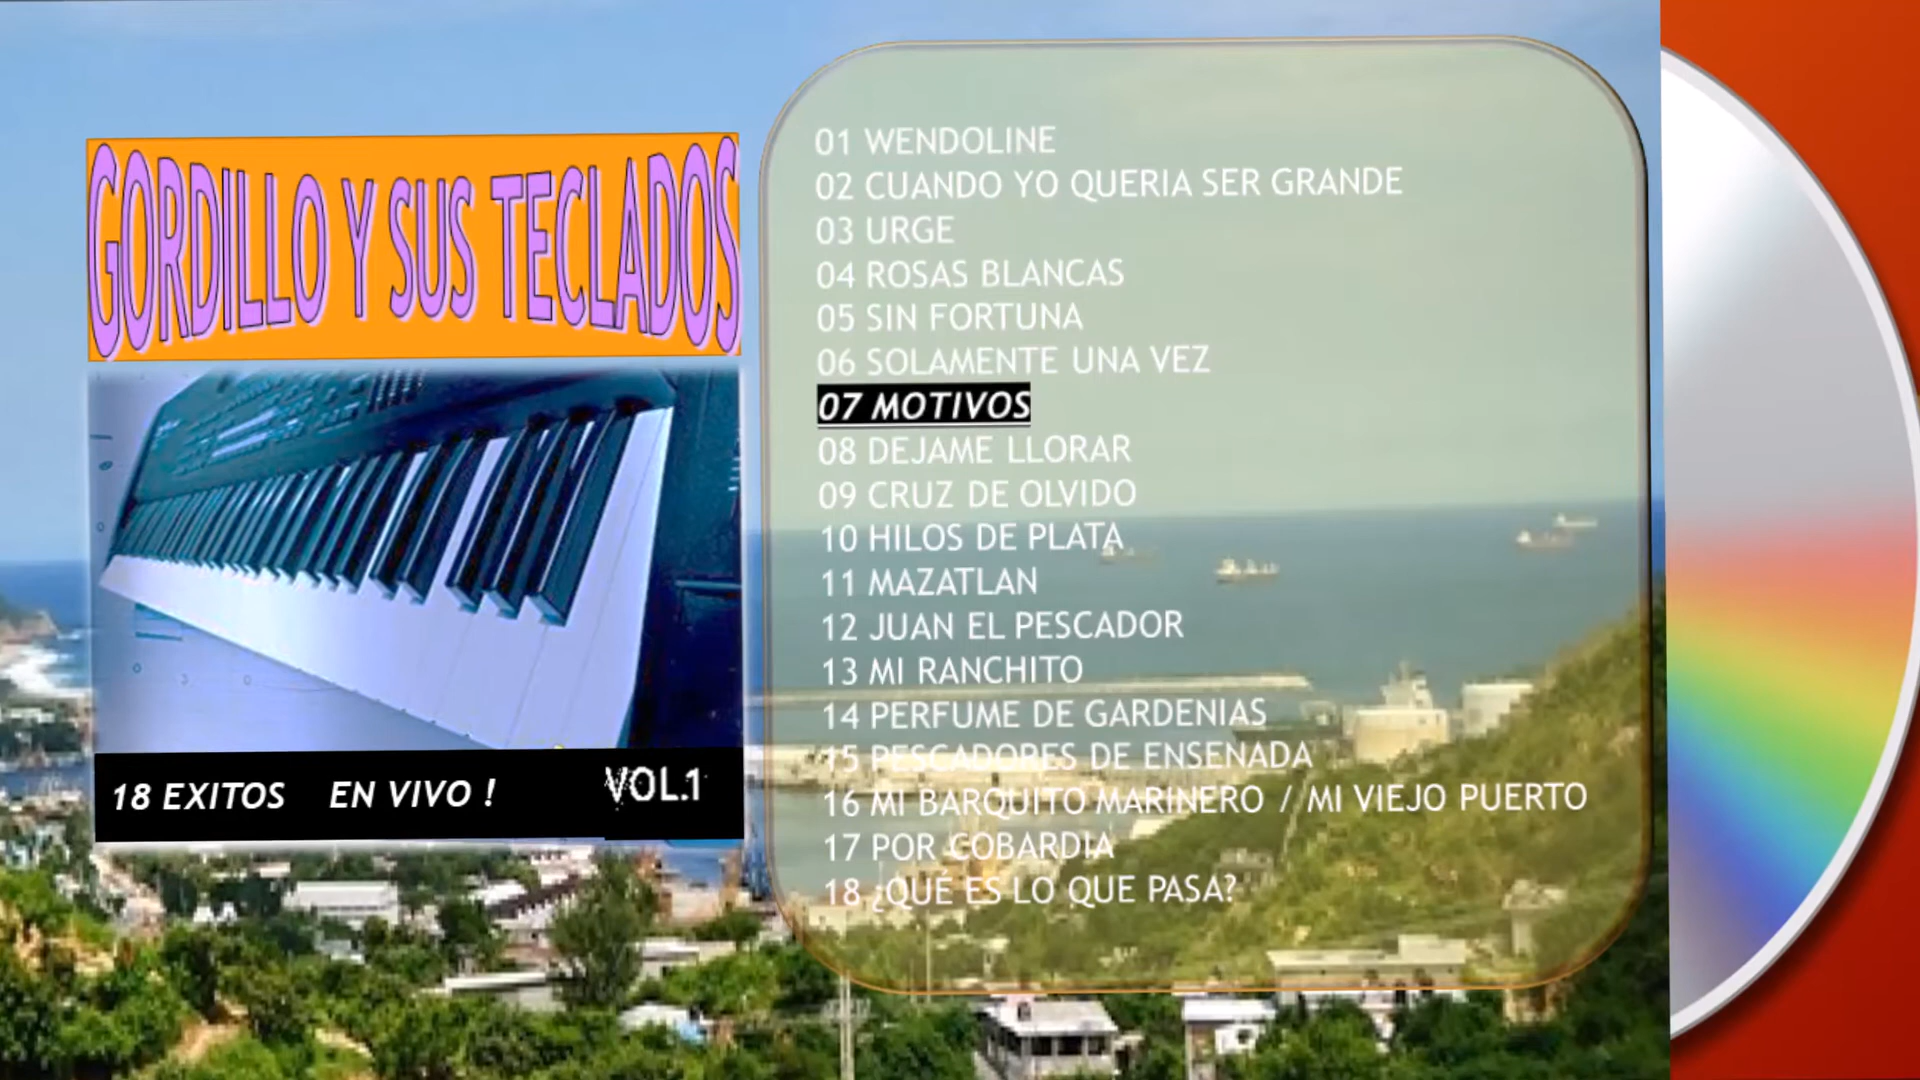 GORDILLO Y SUS TECLADOS
18 EXITOS EN VIVO ! VOL.1
01 WENDOLINE
02 CUANDO YO QUERIA SER GRANDE
03 URGE
04 ROSAS BLANCAS
05 SIN FORTUNA
06 SOLAMENTE UNA VEZ
07 MOTIVOS
08 DEJAME LLORAR
09 CRUZ DE OLVIDO
10 HILOS DE PLATA
11 MAZATLAN
12 JUAN EL PESCADOR
13 MI RANCHITO
14 PERFUME DE GARDENIAS
15 PESCADORES DE ENSENADA
16 MI BARQUITO MARINERO / MI VIEJO PUERTO
17 POR COBARDIA
18 ¿QUÉ ES LO QUE PASA?